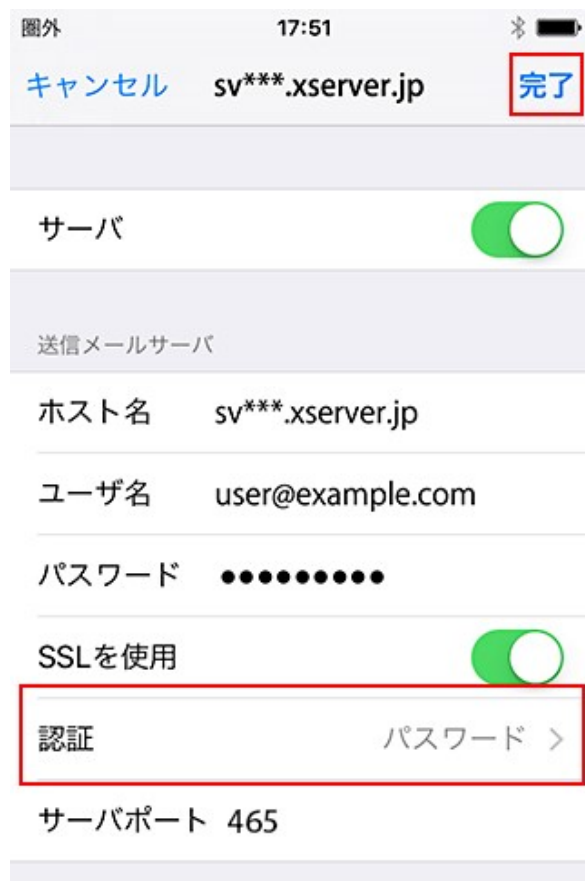 圏外 17:51
キャンセル sv***.xserver.jp 完了
サーバ
送信メールサーバ
ホスト名 sv***.xserver.jp
ユーザ名 user@example.com
パスワード ●●●●●●●●●
SSLを使用
認証 パスワード >
サーバポート 465